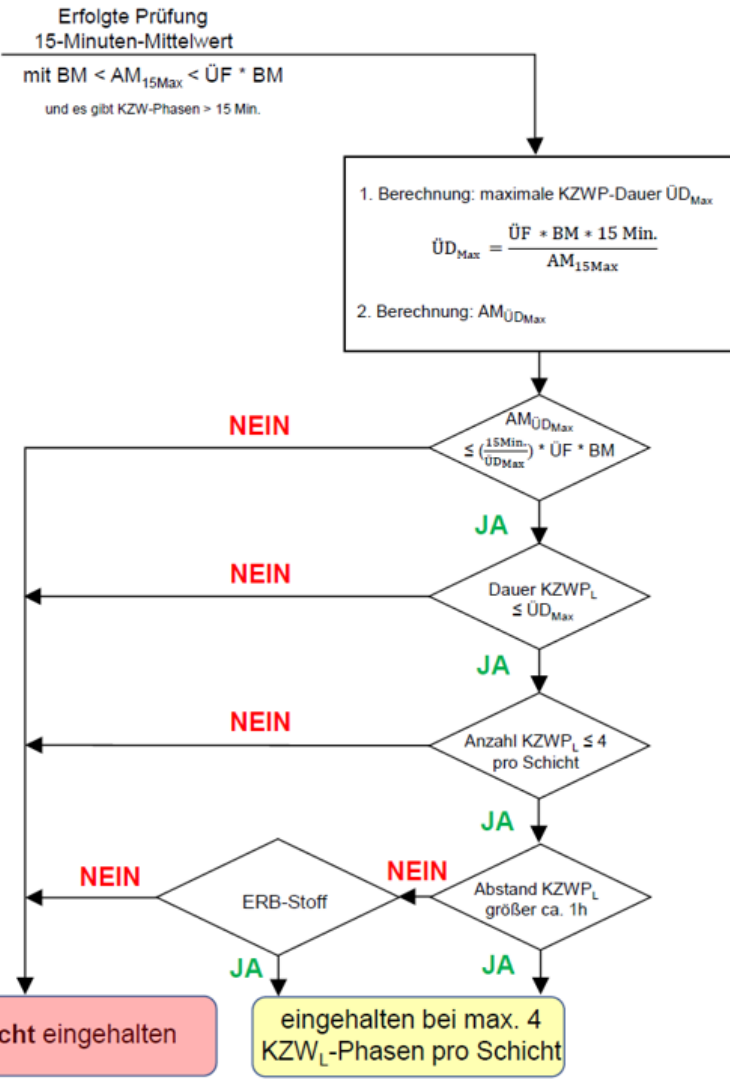 Erfolgte Prüfung
15-Minuten-Mittelwert
mit BM < AM15Max < ÜF * BM
und es gibt KZW-Phasen > 15 Min.
1. Berechnung: maximale KZWP-Dauer ÜDMax
ÜDMax = ÜF * BM * 15 Min. / AM15Max
2. Berechnung: AMÜDMax
NEIN
AMÜDMax
≤ (15Min./ÜDMax) * ÜF * BM
JA
NEIN
Dauer KZWPL
≤ ÜDMax
JA
NEIN
Anzahl KZWPL ≤ 4
pro Schicht
JA
NEIN
ERB-Stoff
NEIN
Abstand KZWPL
größer ca. 1h
JA
JA
cht eingehalten
eingehalten bei max. 4
KZWL-Phasen pro Schicht